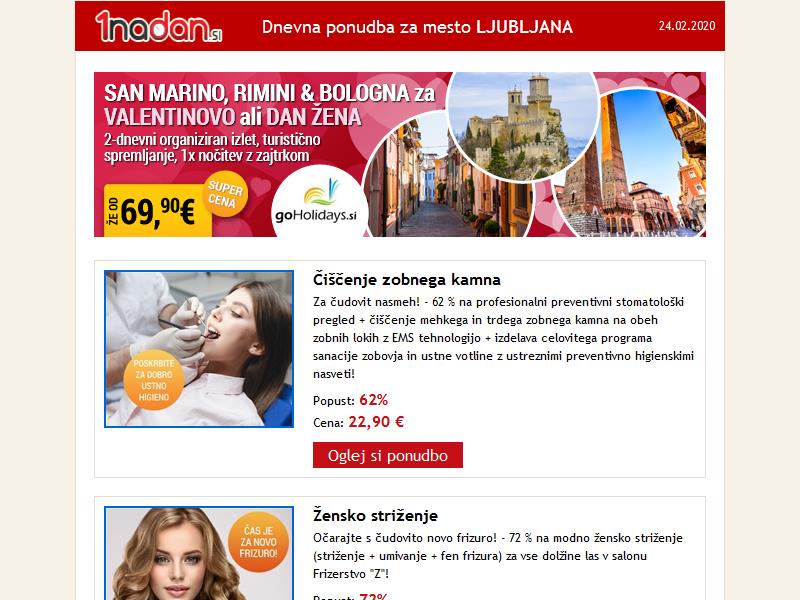 1nadan.si
Dnevna ponudba za mesto LJUBLJANA
24.02.2020
SAN MARINO, RIMINI & BOLOGNA za
VALENTINOVO ali DAN ŽENA
2-dnevni organiziran izlet, turistično
spremljanje, 1x nočitev z zajtrkom
SUPER
CENA
ŽE OD
69,90€
goHolidays.si
Čiščenje zobnega kamna
Za čudovit nasmeh! - 62 % na profesionalni preventivni stomatološki
pregled + čiščenje mehkega in trdega zobnega kamna na obeh
zobnih lokih z EMS tehnologijo + izdelava celovitega programa
sanacije zobovja in ustne votline z ustreznimi preventivno higienskimi
nasveti!
POSKRBITE
ZA DOBRO
USTNO
HIGIENO
Popust: 62%
Cena: 22,90 €
Oglej si ponudbo
Žensko striženje
Očarajte s čudovito novo frizuro! - 72 % na modno žensko striženje
(striženje + umivanje + fen frizura) za vse dolžine las v salonu
Frizerstvo "Z"!
ČAS JE
ZA NOVO
FRIZURO!
Popust: 72%